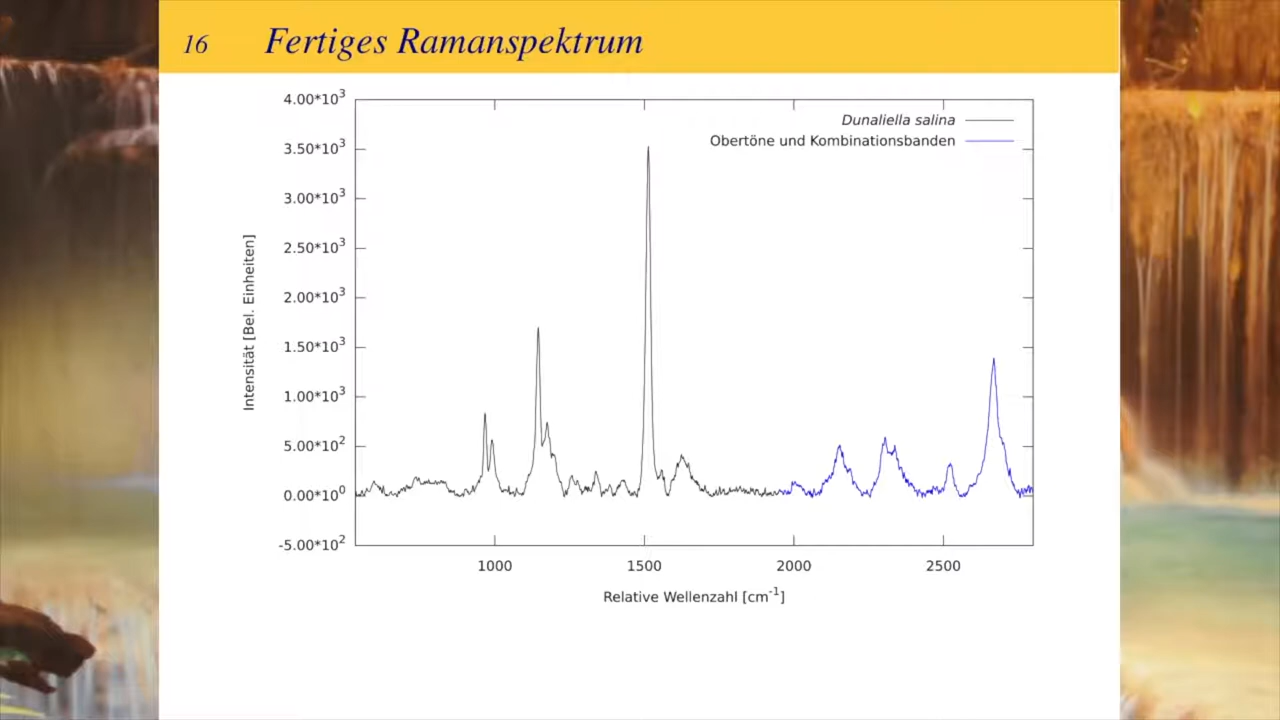 16 Fertiges Ramanspektrum
4.00*10³
3.50*10³
3.00*10³
2.50*10³
2.00*10³
1.50*10³
1.00*10³
5.00*10²
0.00*10⁰
-5.00*10²
Intensität [Bel. Einheiten]
Dunaliella salina
Obertöne und Kombinationsbanden
1000 1500 2000 2500
Relative Wellenzahl [cm⁻¹]